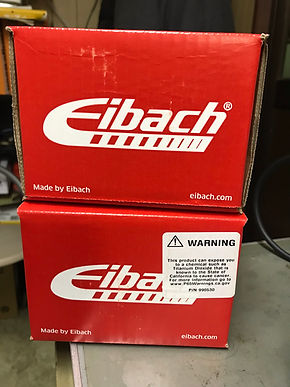 Eibach®
Made by Eibach
eibach.com
Eibach
WARNING
This product can expose you
to a chemical such as
Titanium Dioxide that is
known to the State of
California to cause cancer.
For more information go to
www.P65Warnings.ca.gov
P/N 990530
Made by Eibach
eibach.com